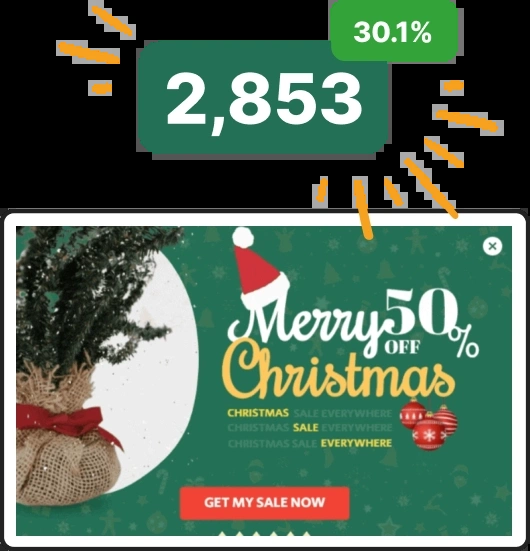 30.1%
2,853
Merry 50%
OFF
Christmas
CHRISTMAS SALE EVERYWHERE
CHRISTMAS SALE EVERYWHERE
CHRISTMAS SALE EVERYWHERE
GET MY SALE NOW